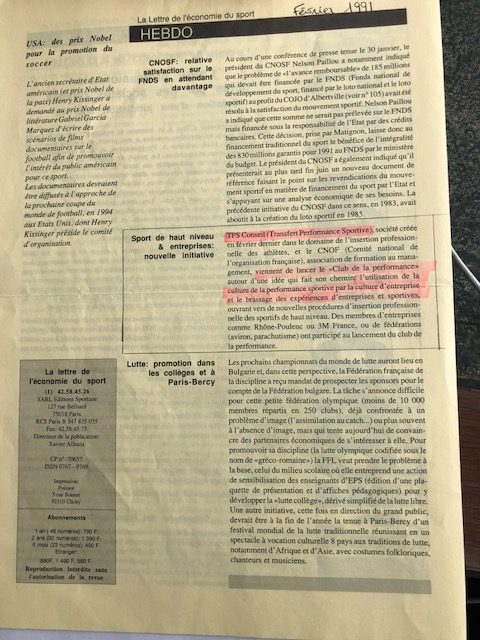 La Lettre de l'économie du sport
Février 1991
HEBDO
USA: des prix Nobel
pour la promotion du
soccer
L'ancien secrétaire d'Etat
américain (et prix Nobel de
la paix) Henry Kissinger a
demandé au prix Nobel de
littérature Gabriel Garcia
Marquez d'écrire des
scénarios de films
documentaires sur le
football afin de promouvoir
l'intérêt du public américain
pour ce sport.
Les documentaires devraient
être diffusés à l'approche de
la prochaine coupe du
monde de football, en 1994
aux Etats Unis, dont Henry
Kissinger préside le comité
d'organisation.
CNOSF: relative
satisfaction sur le
FNDS en attendant
davantage
Au cours d'une conférence de presse tenue le 30 janvier, le
président du CNOSF Nelson Paillou a notamment indiqué
que le problème de «l'avance remboursable» de 185 millions
qui devait être financée par le FNDS (Fonds national de
développement du sport, financé par le loto national et le loto
sportif) au profit du COJO d'Alberville (voir n° 105) avait été
résolu à la satisfaction du mouvement sportif. Nelson Paillou
a indiqué que cette somme ne serait pas prélevée sur le FNDS
mais financée sous la responsabilité de l'Etat par des crédits
bancaires. Cette décision, prise par Matignon, laisse donc au
financement traditionnel du sport le bénéfice de l'intégralité
des 830 millions garantis pour 1991 au FNDS par le ministère
du budget. Le président du CNOSF a également indiqué qu'il
présenterait au plus tard fin juin un nouveau document de
référence faisant le point sur les revendications du mouve-
ment sportif en matière de financement du sport par l'Etat et
s'appuyant sur une analyse économique de ses besoins. La
précédente initiative du CNOSF dans ce sens, en 1983, avait
abouti à la création du loto sportif en 1985.
Sport de haut niveau
& entreprises:
nouvelle initiative
TPS Conseil (Transfert Performance Sportive), société créée
en février dernier dans le domaine de l'insertion profession-
nelle des athlètes, et le CNOF (Comité national de
l'organisation française), association de formation au mana-
gement, viennent de lancer le «Club de la performance»
autour d'une idée qui fait son chemin: l'utilisation de la
culture de la performance sportive par la culture d'entreprise
et le brassage des expériences d'entreprises et sportives,
ouvrant vers de nouvelles procédures d'insertion profession-
nelle des sportifs de haut niveau. Des membres d'entreprises
comme Rhône-Poulenc ou 3M France, ou de fédérations
(aviron, parachutisme) ont participé au lancement du club de
la performance.
Lutte: promotion dans
les collèges et à
Paris-Bercy
Les prochains championnats du monde de lutte auront lieu en
Bulgarie et, dans cette perspective, la Fédération française de
la discipline a reçu mandat de prospecter les sponsors pour le
compte de la Fédération bulgare. La tâche s'annonce difficile
pour cette petite fédération olympique (moins de 10 000
membres répartis en 250 clubs), déjà confrontée à un
problème d'image (l'assimilation au catch...) ou plus souvent
à l'absence d'image, mais qui tente aujourd'hui de convain-
cre des partenaires économiques de s'intéresser à elle. Pour
promouvoir sa discipline (la lutte olympique codifiée sous le
nom de «gréco-romaine») la FFL veut prendre le problème à
la base, celui du milieu scolaire où elle entreprend une action
de sensibilisation des enseignants d'EPS (édition d'une pla-
quette de présentation et d'affiches pédagogiques) pour y
développer la «lutte collège», dérivé simplifié de la lutte libre.
Une autre initiative, cette fois en direction du grand public,
devrait être à la fin de l'année la tenue à Paris-Bercy d'un
festival mondial de la lutte traditionnelle réunissant en un
spectacle à vocation culturelle 8 pays aux traditions de lutte,
notamment d'Afrique et d'Asie, avec costumes folkloriques,
chanteurs et musiciens.
La lettre de
l'économie du sport
(1) 42.58.45.26
SARL Editions Sportune
127 rue Belliard
75018 Paris
RCS Paris B 347 835 035
Fax: 42.28.45.75
Directeur de la publication:
Xavier Allouis
CP n°:70657
ISSN 0767 - 9769
Impression:
Poissot
5 rue Bonnet
92110 Clichy
Abonnements
1 an ( 46 numéros): 790 F.
2 ans (92 numéros): 1 390 F;
6 mois (23 numéros): 490 F
Etranger:
890F, 1 490 F, 580 F.
Reproduction interdite sans
l'autorisation de la revue